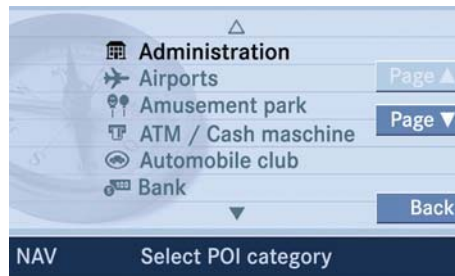 Administration
Airports
Page ▲
Amusement park
Page ▼
ATM / Cash maschine
Automobile club
Bank
Back
NAV Select POI category